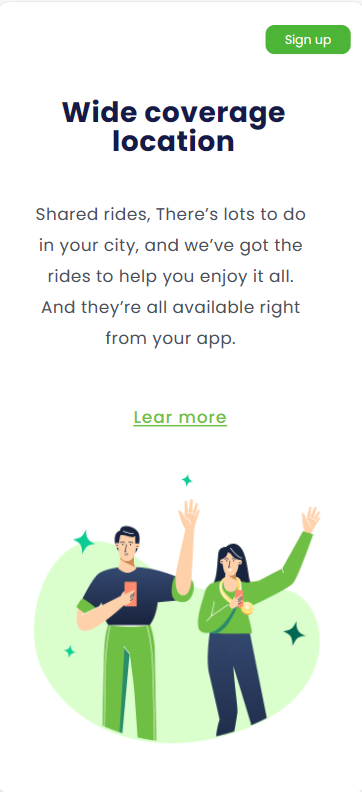 Sign up
Wide coverage
location
Shared rides, There’s lots to do
in your city, and we’ve got the
rides to help you enjoy it all.
And they’re all available right
from your app.
Lear more